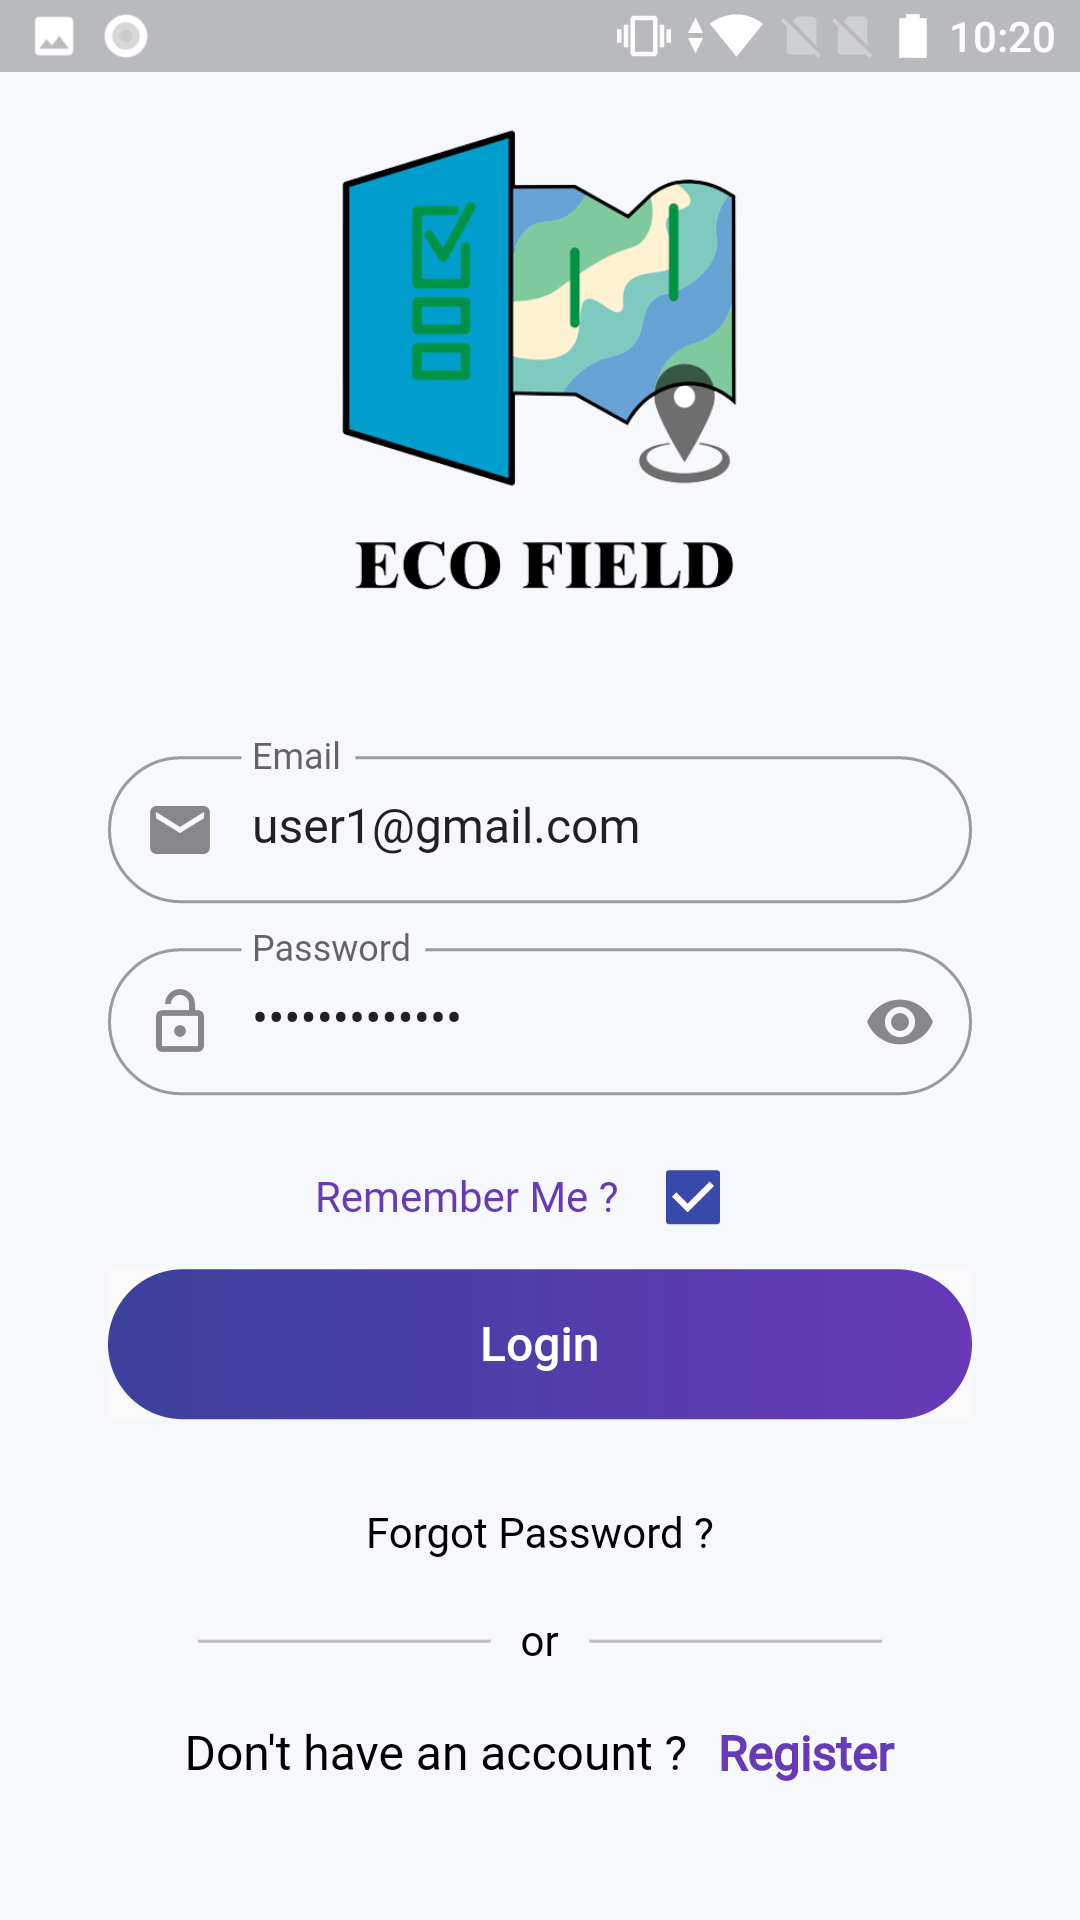 10:20
ECO FIELD
Email
user1@gmail.com
Password
•••••••••••••
Remember Me ?
Login
Forgot Password ?
or
Don't have an account ? Register